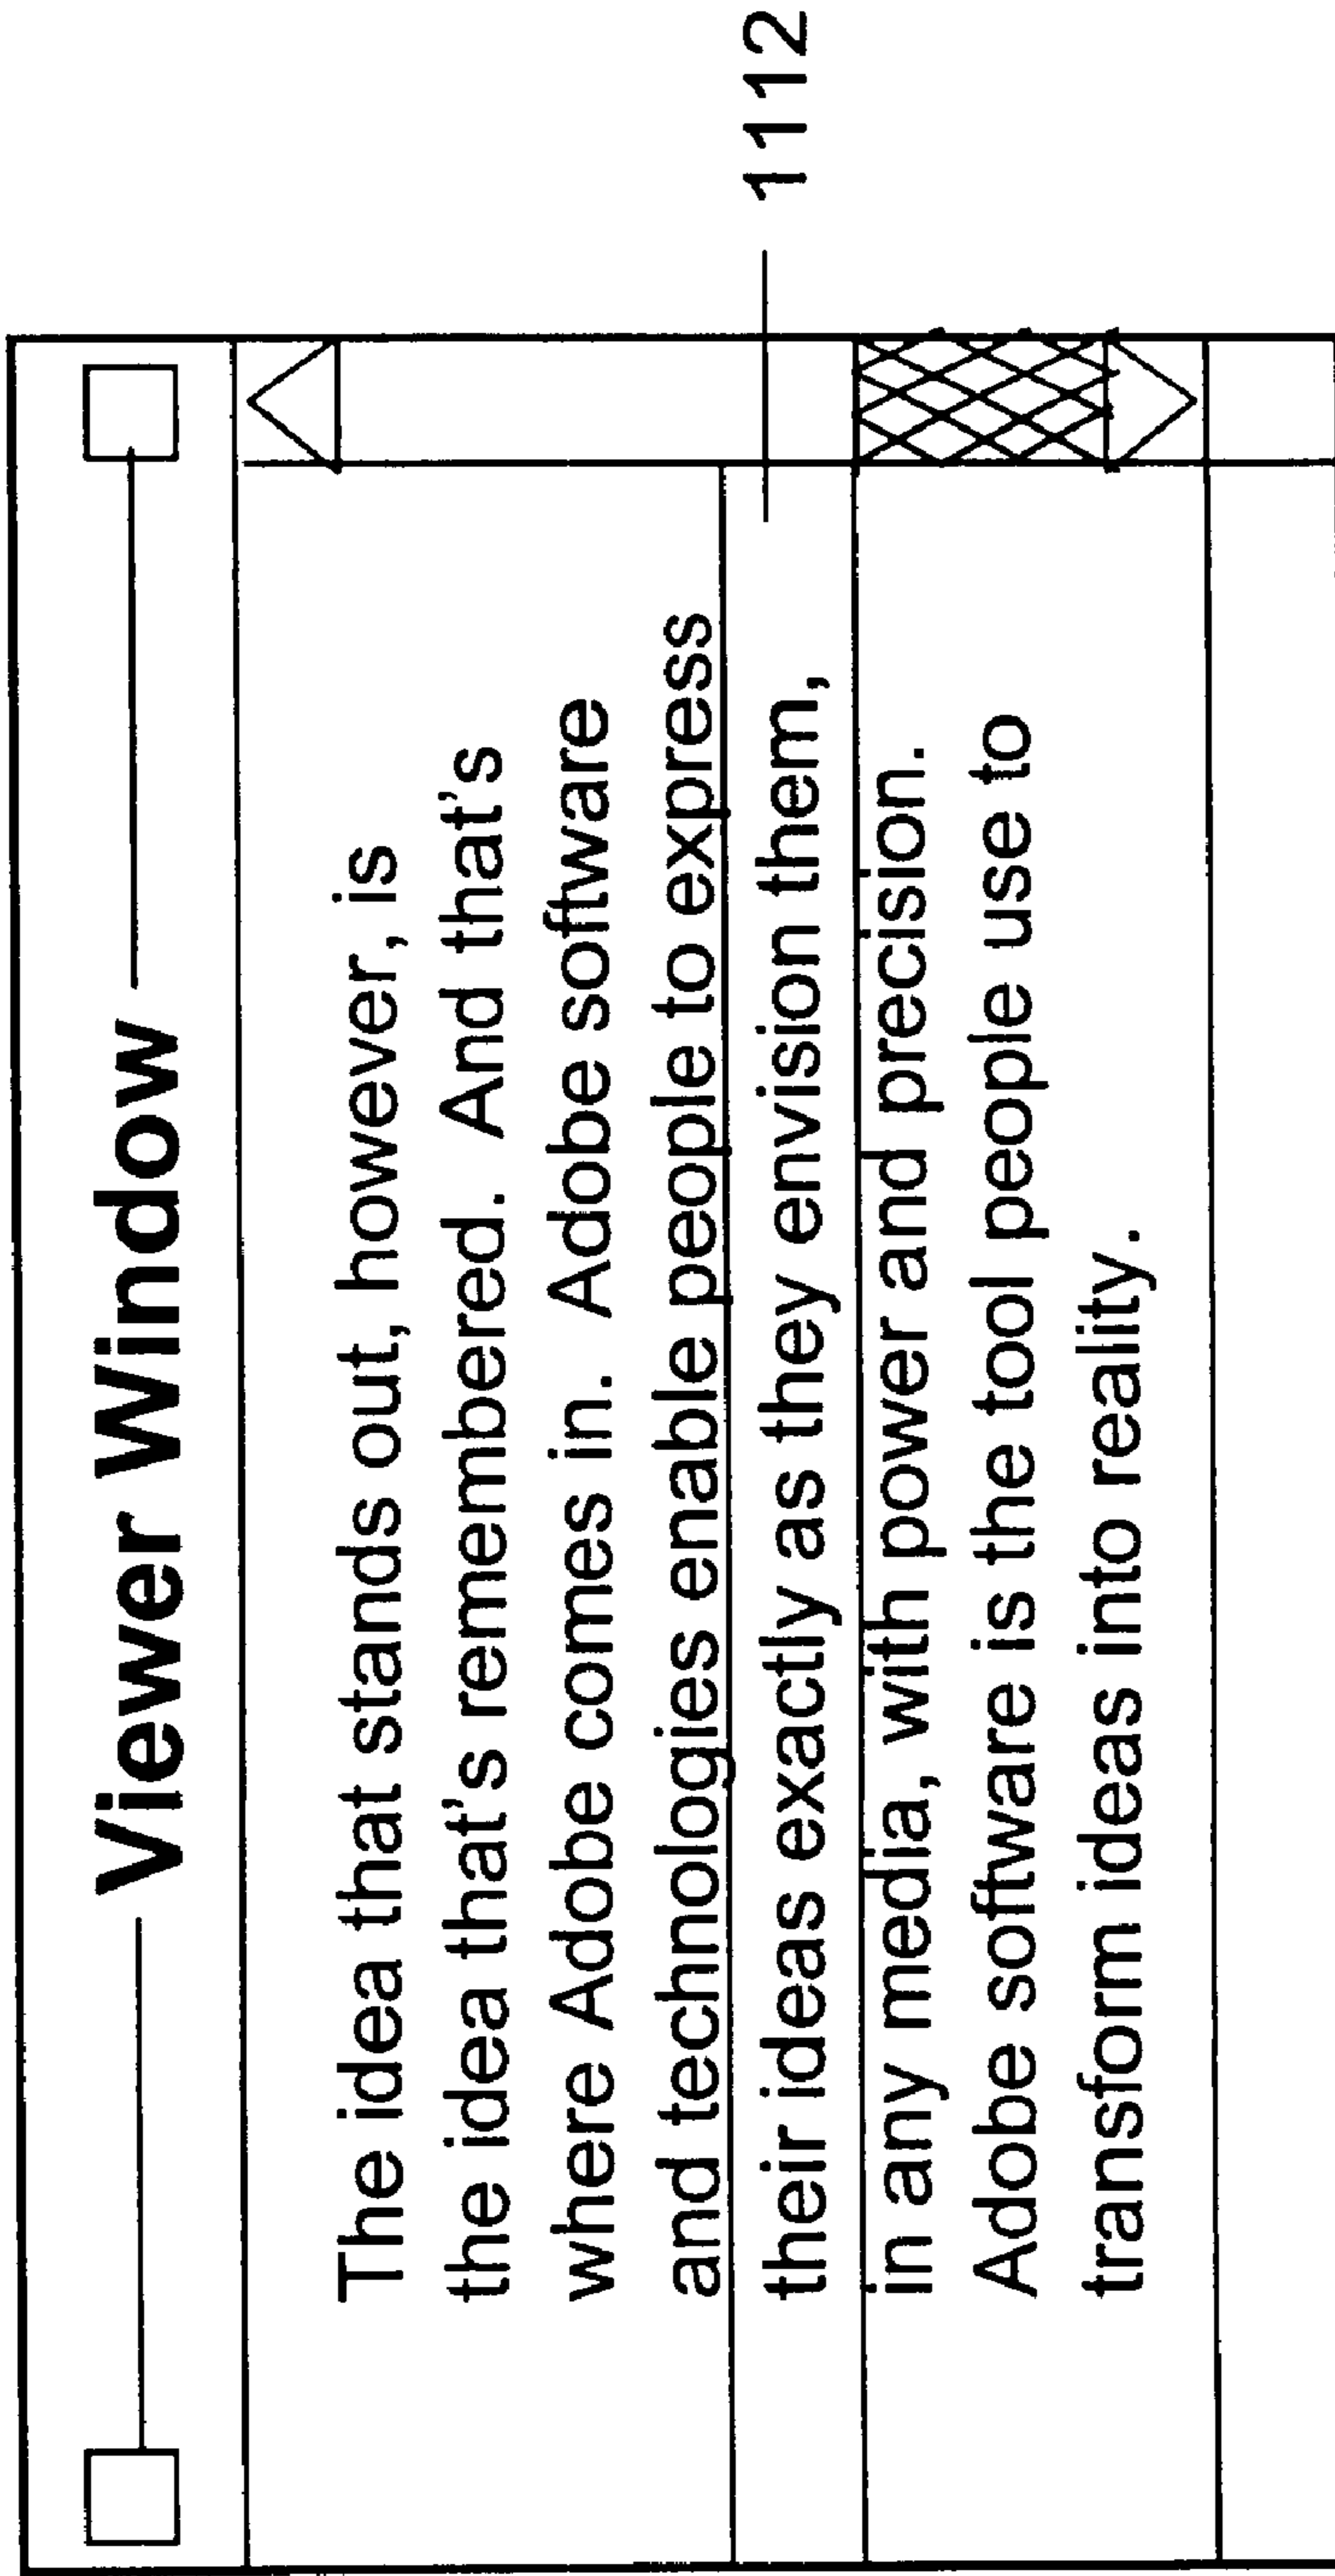 Viewer Window
The idea that stands out, however, is
the idea that's remembered. And that's
where Adobe comes in. Adobe software
and technologies enable people to express
their ideas exactly as they envision them,
in any media, with power and precision.
Adobe software is the tool people use to
transform ideas into reality.
1112